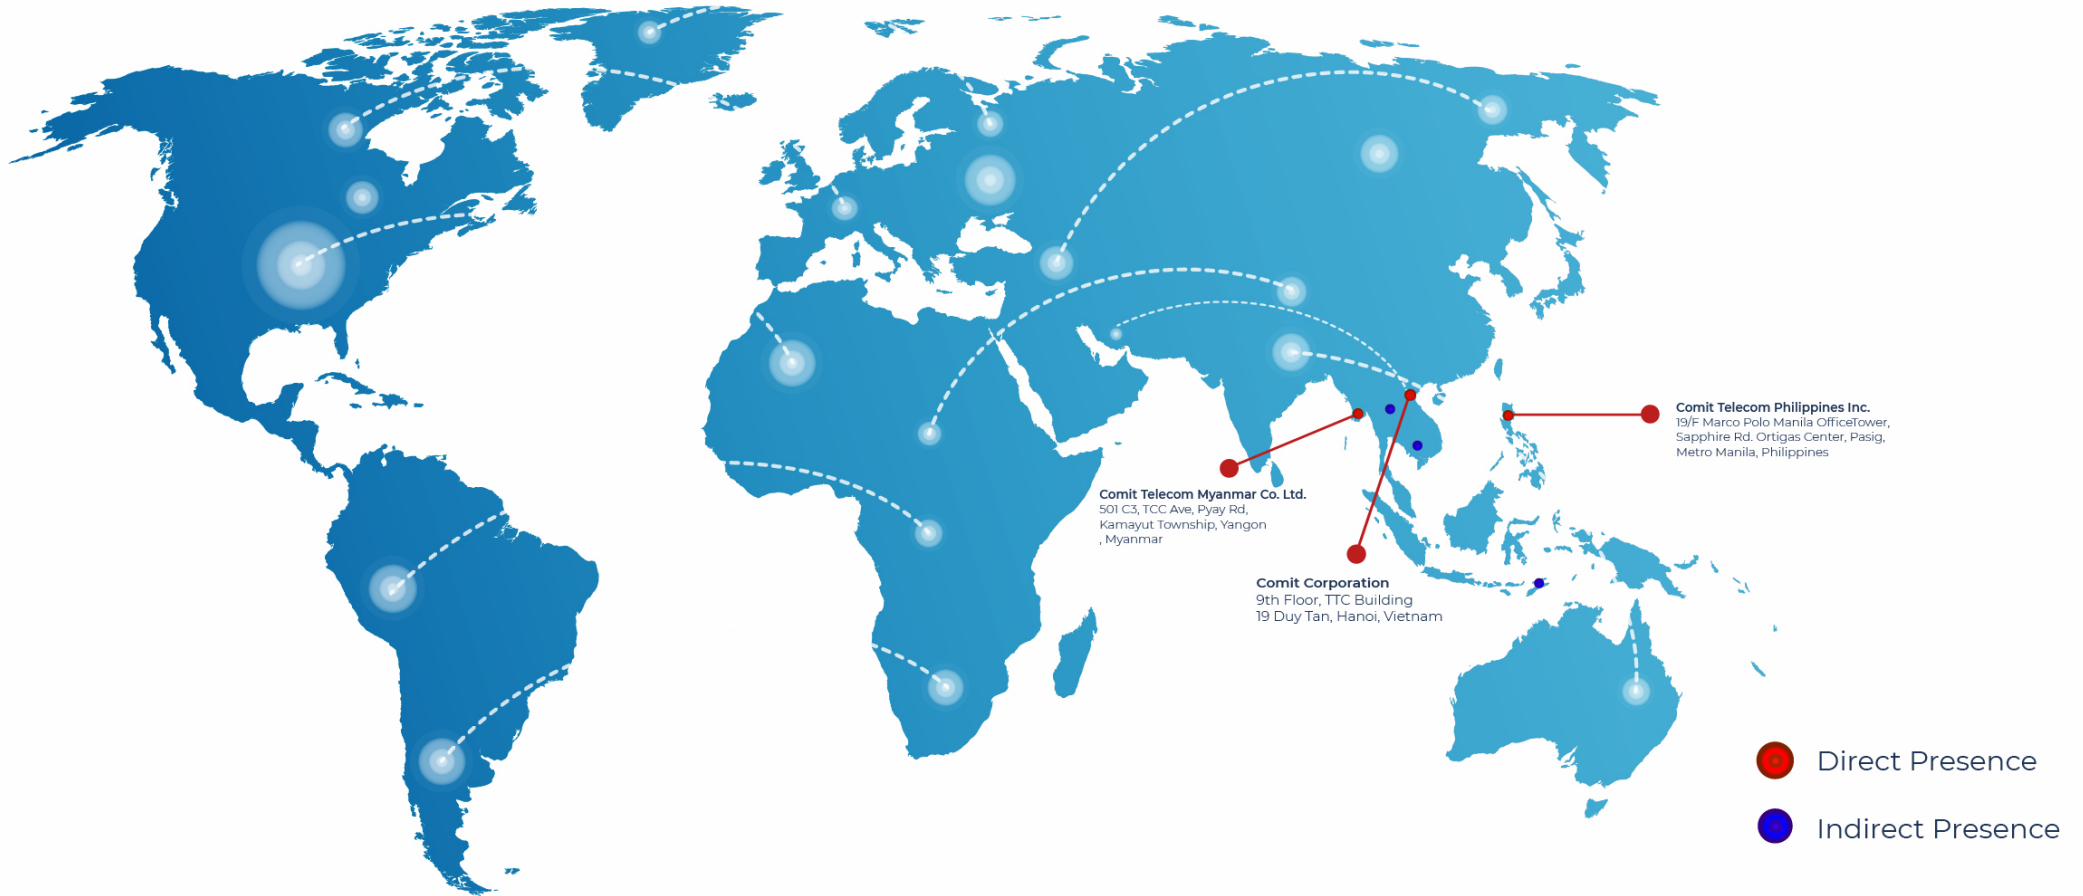 Comit Telecom Philippines Inc.
19/F Marco Polo Manila OfficeTower,
Sapphire Rd. Ortigas Center, Pasig,
Metro Manila, Philippines
Comit Telecom Myanmar Co. Ltd.
501 C3, TCC Ave, Pyay Rd,
Kamayut Township, Yangon
, Myanmar
Comit Corporation
9th Floor, TTC Building
19 Duy Tan, Hanoi, Vietnam
Direct Presence
Indirect Presence